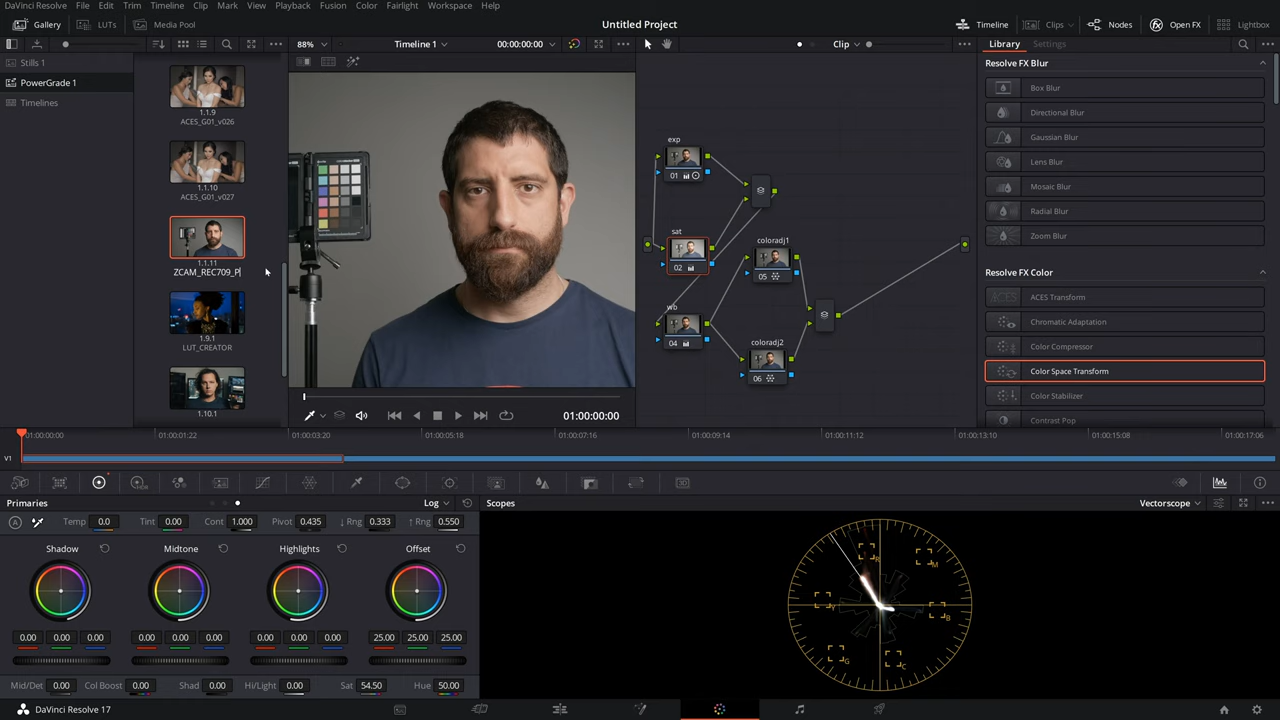 DaVinci Resolve File Edit Trim Timeline Clip Mark View Playback Fusion Color Fairlight Workspace Help
Gallery LUTs Media Pool Untitled Project Timeline Clips Nodes Open FX Lightbox
88% Timeline 1 00:00:00:00 Clip Library Settings
Stills 1
PowerGrade 1
Timelines
1.1.9
ACES_G01_v026
1.1.10
ACES_G01_v027
1.1.11
ZCAM_REC709_P
1.9.1
LUT_CREATOR
1.10.1
exp
01
sat
02
wb
04
coloradj1
05
coloradj2
06
Resolve FX Blur
Box Blur
Directional Blur
Gaussian Blur
Lens Blur
Mosaic Blur
Radial Blur
Zoom Blur
Resolve FX Color
ACES Transform
Chromatic Adaptation
Color Compressor
Color Space Transform
Color Stabilizer
Contrast Pop
01:00:00:00
01:00:00:00 01:00:01:22 01:00:03:20 01:00:05:18 01:00:07:16 01:00:09:14 01:00:11:12 01:00:13:10 01:00:15:08 01:00:17:06
V1
Primaries Log Scopes Vectorscope
A Temp 0.0 Tint 0.00 Cont 1.000 Pivot 0.435 ↓ Rng 0.333 ↑ Rng 0.550
Shadow Midtone Highlights Offset
0.00 0.00 0.00 0.00 0.00 0.00 0.00 0.00 0.00 25.00 25.00 25.00
Mid/Det 0.00 Col Boost 0.00 Shad 0.00 Hi/Light 0.00 Sat 54.50 Hue 50.00
R
M
Y
B
G
C
DaVinci Resolve 17